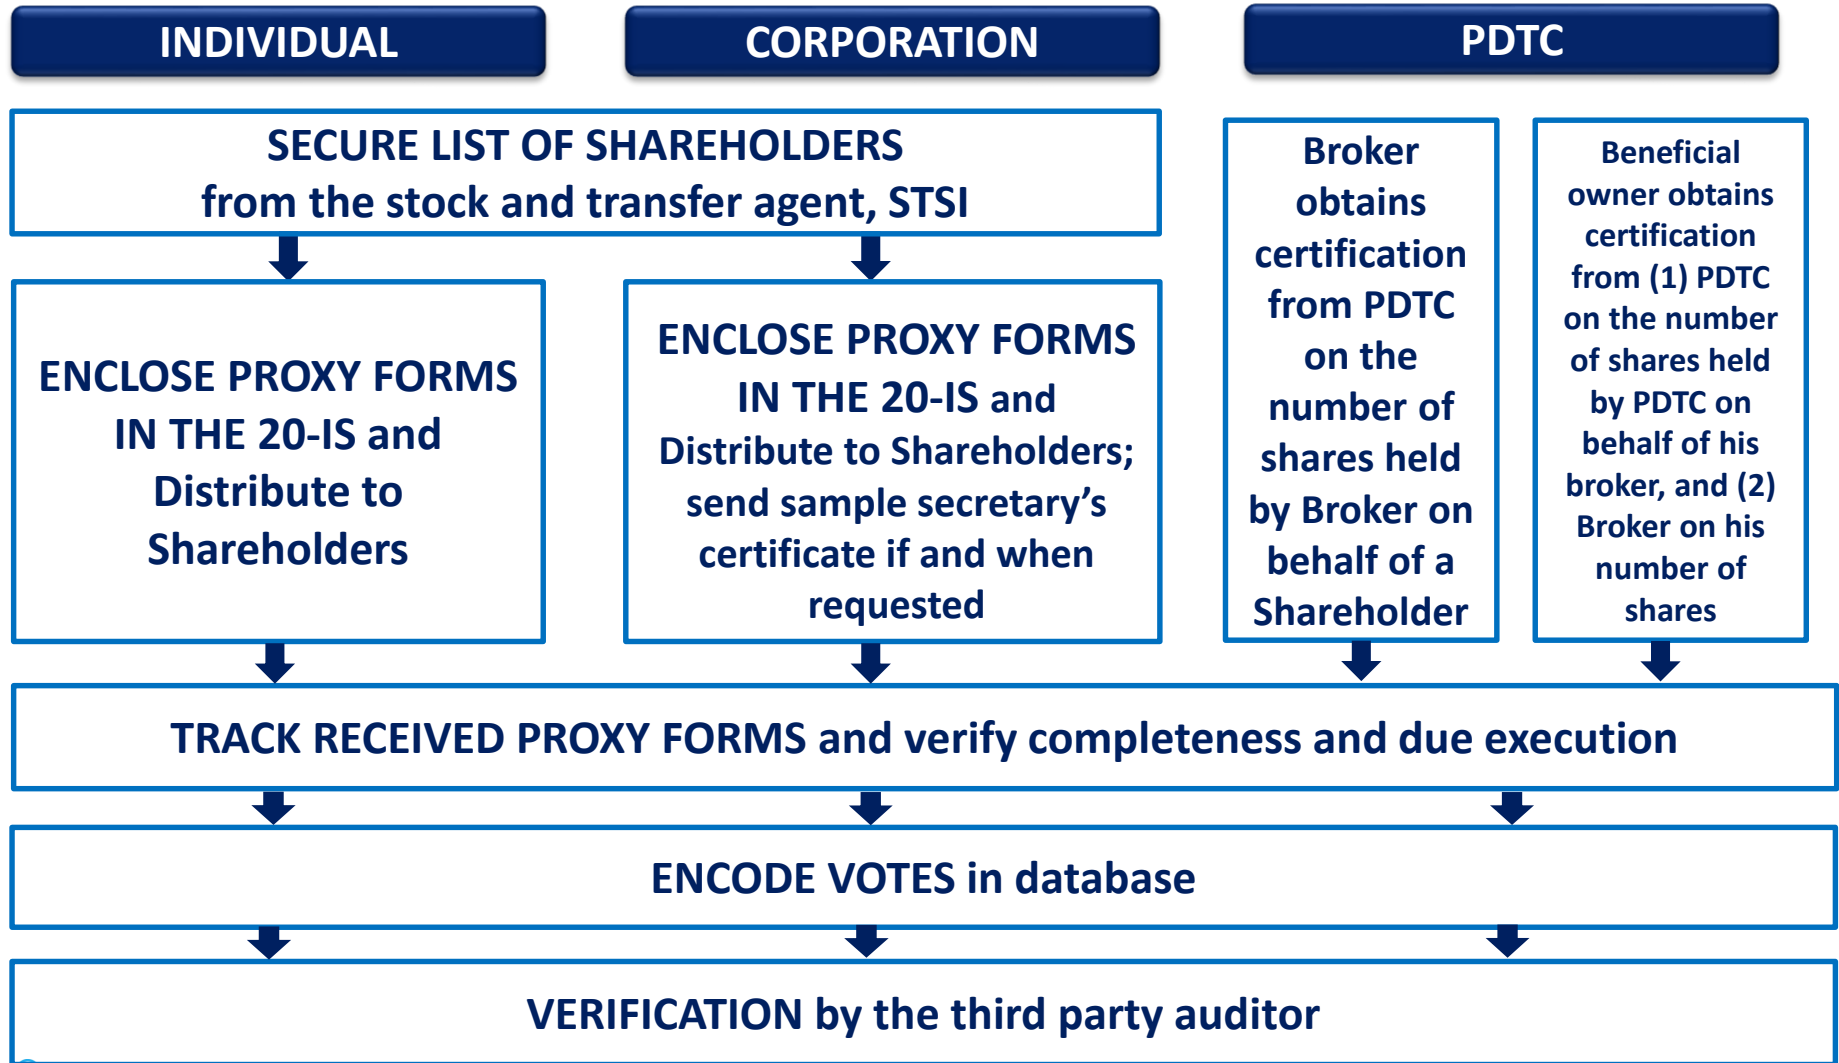 INDIVIDUAL
CORPORATION
PDTC
SECURE LIST OF SHAREHOLDERS
from the stock and transfer agent, STSI
ENCLOSE PROXY FORMS
IN THE 20-IS and
Distribute to
Shareholders
ENCLOSE PROXY FORMS
IN THE 20-IS and
Distribute to Shareholders;
send sample secretary’s
certificate if and when
requested
Broker
obtains
certification
from PDTC
on the
number of
shares held
by Broker on
behalf of a
Shareholder
Beneficial
owner obtains
certification
from (1) PDTC
on the number
of shares held
by PDTC on
behalf of his
broker, and (2)
Broker on his
number of
shares
TRACK RECEIVED PROXY FORMS and verify completeness and due execution
ENCODE VOTES in database
VERIFICATION by the third party auditor